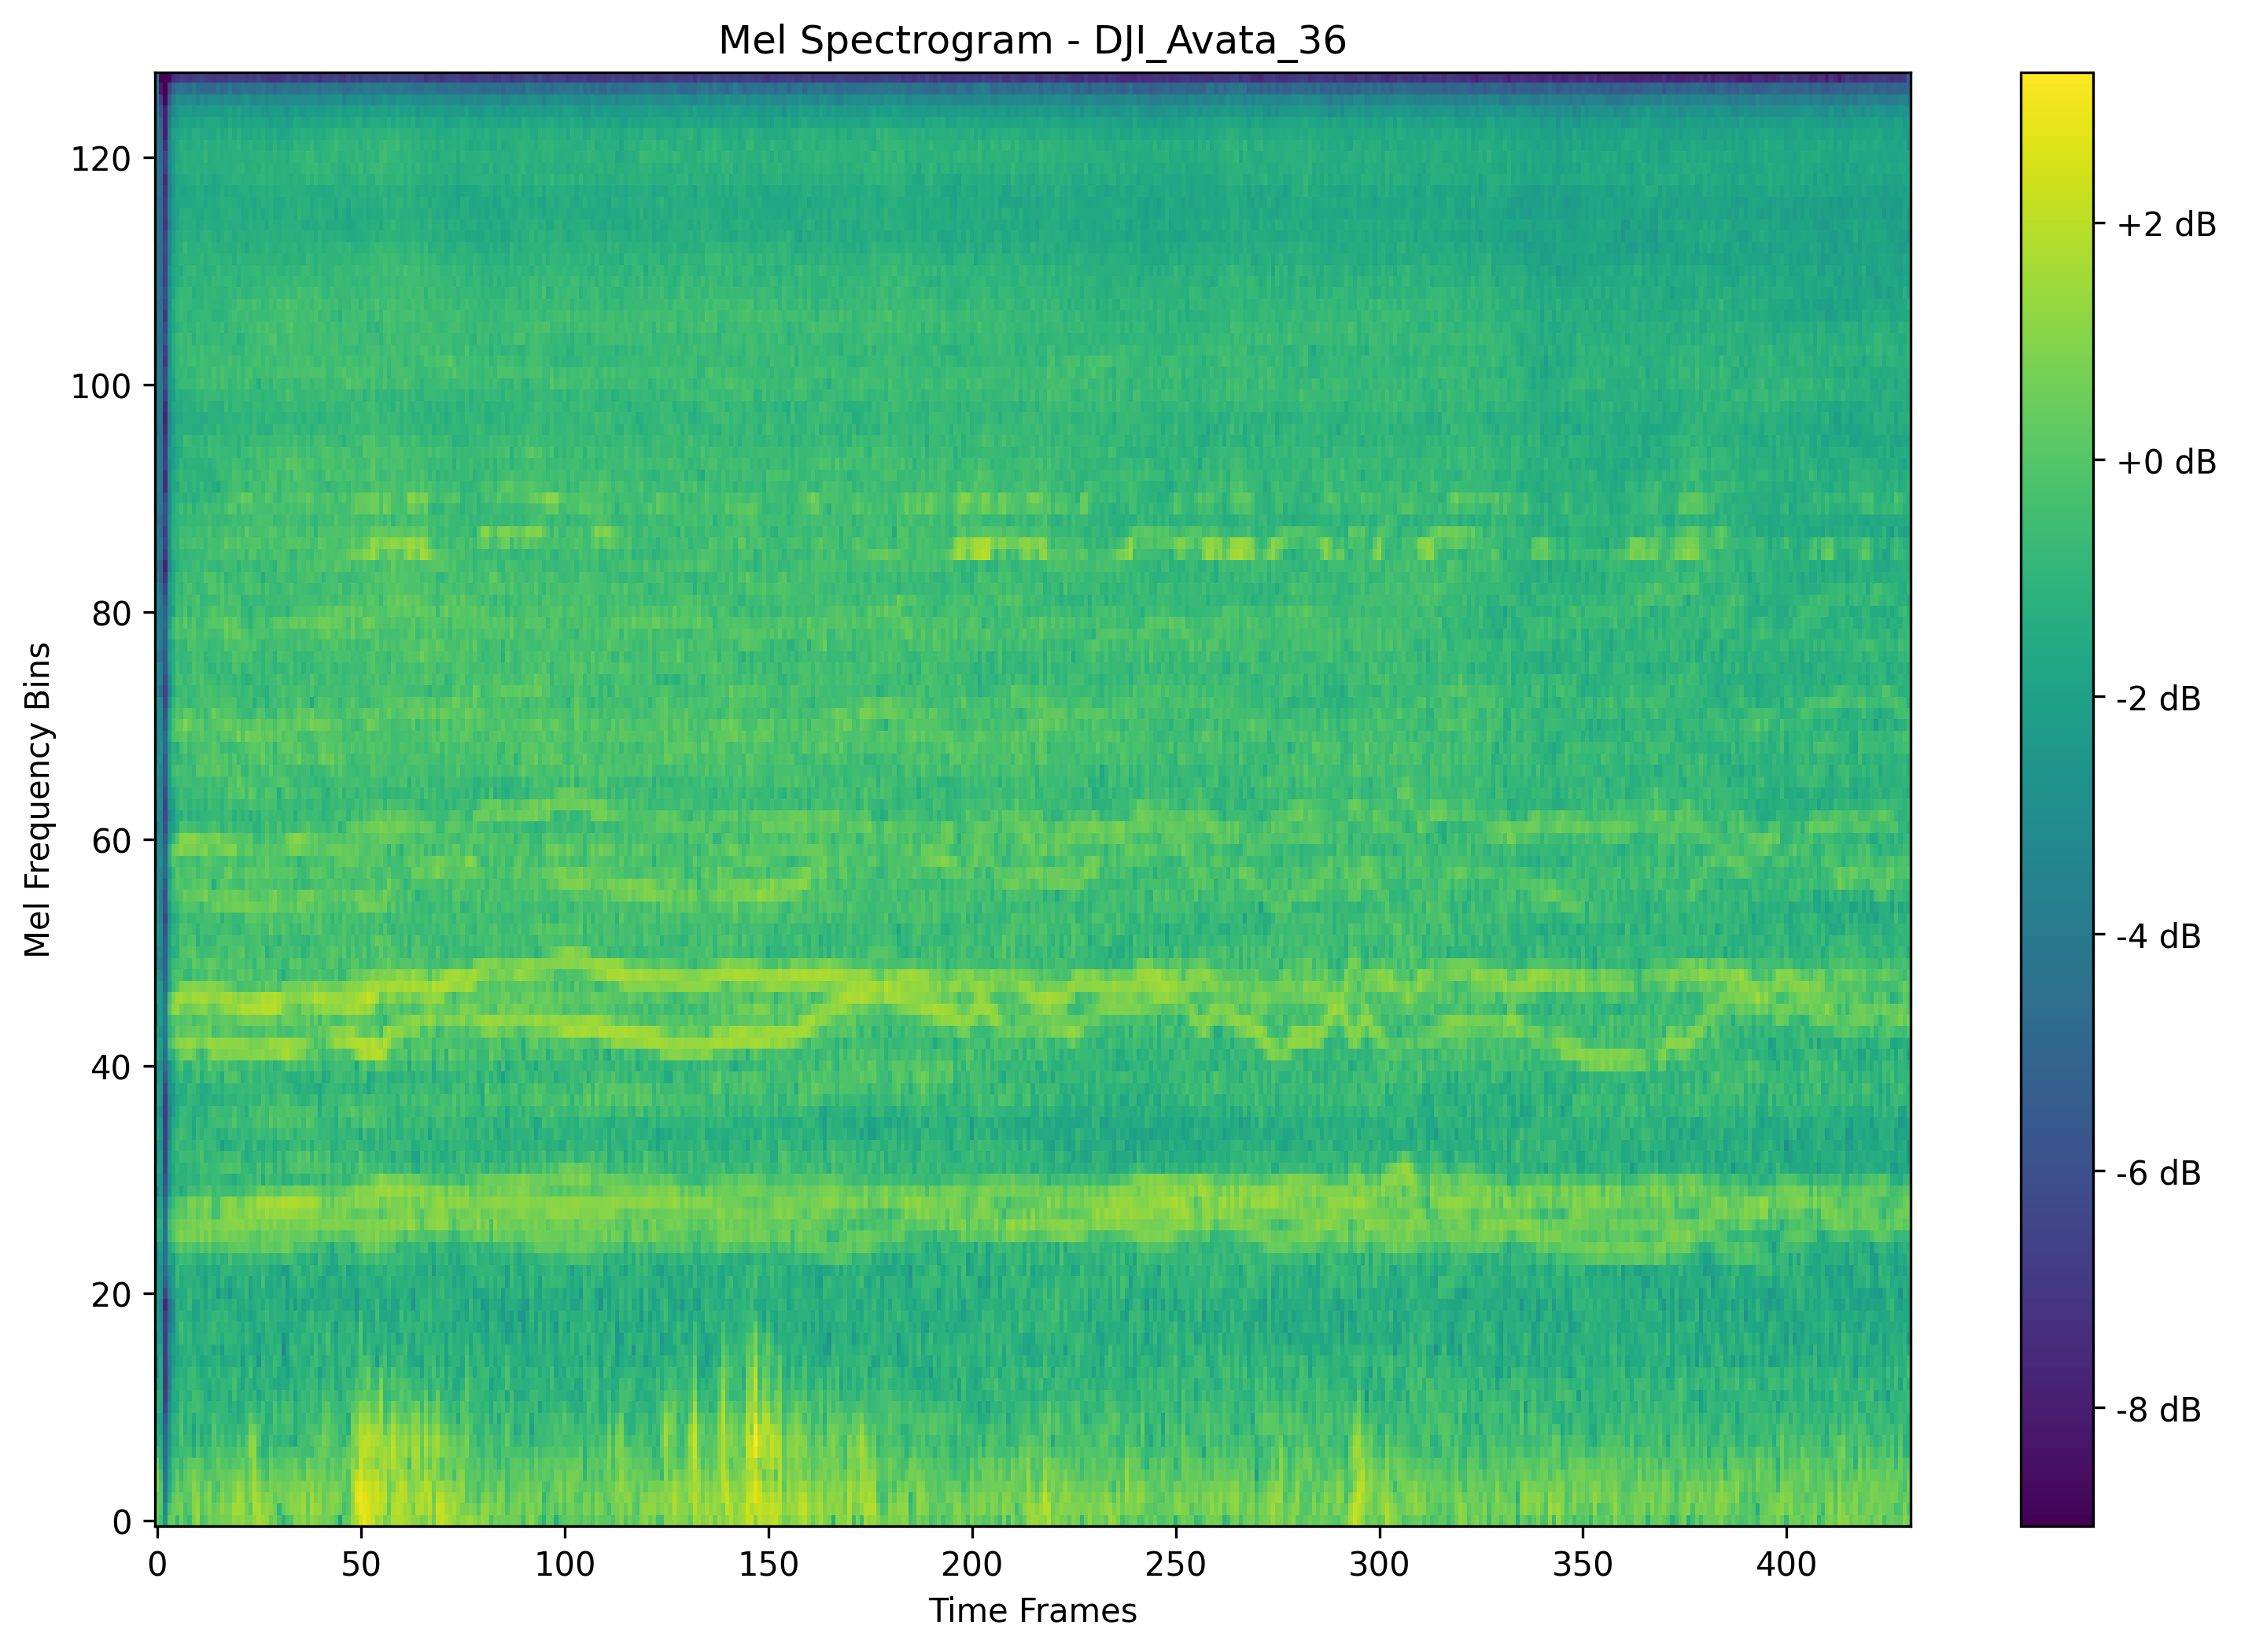 Mel Spectrogram - DJI_Avata_36
Mel Frequency Bins
120
100
80
60
40
20
0
0 50 100 150 200 250 300 350 400
Time Frames
+2 dB
+0 dB
-2 dB
-4 dB
-6 dB
-8 dB